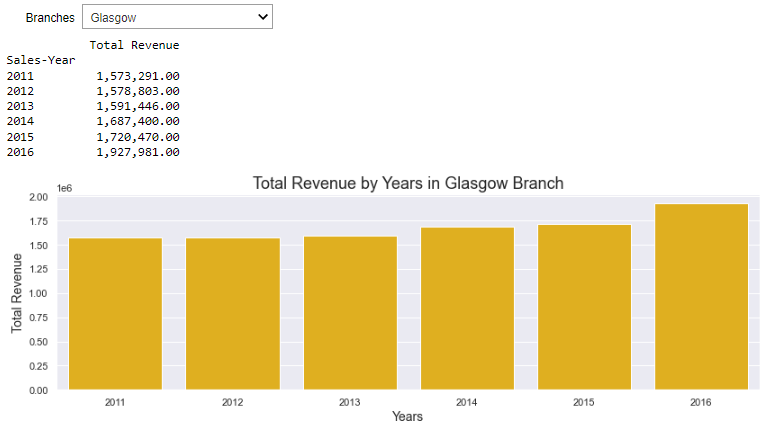 Branches Glasgow
Total Revenue
Sales-Year
2011 1,573,291.00
2012 1,578,803.00
2013 1,591,446.00
2014 1,687,400.00
2015 1,720,470.00
2016 1,927,981.00
Total Revenue by Years in Glasgow Branch
1e6
2.00
1.75
1.50
1.25
1.00
0.75
0.50
0.25
0.00
Total Revenue
2011 2012 2013 2014 2015 2016
Years